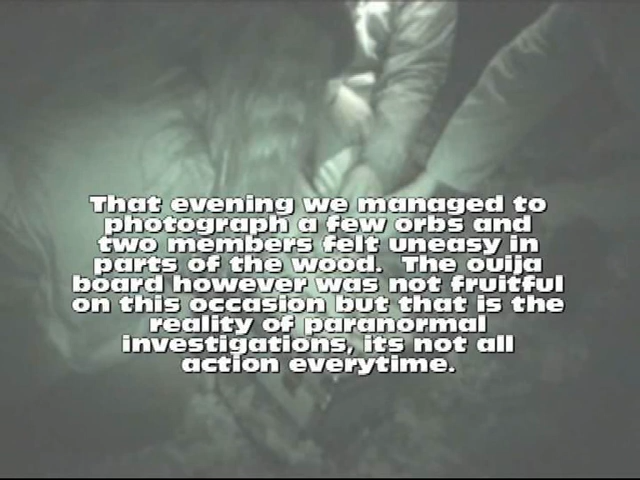 That evening we managed to
photograph a few orbs and
two members felt uneasy in
parts of the wood.  The ouija
board however was not fruitful
on this occasion but that is the
reality of paranormal
investigations, its not all
action everytime.